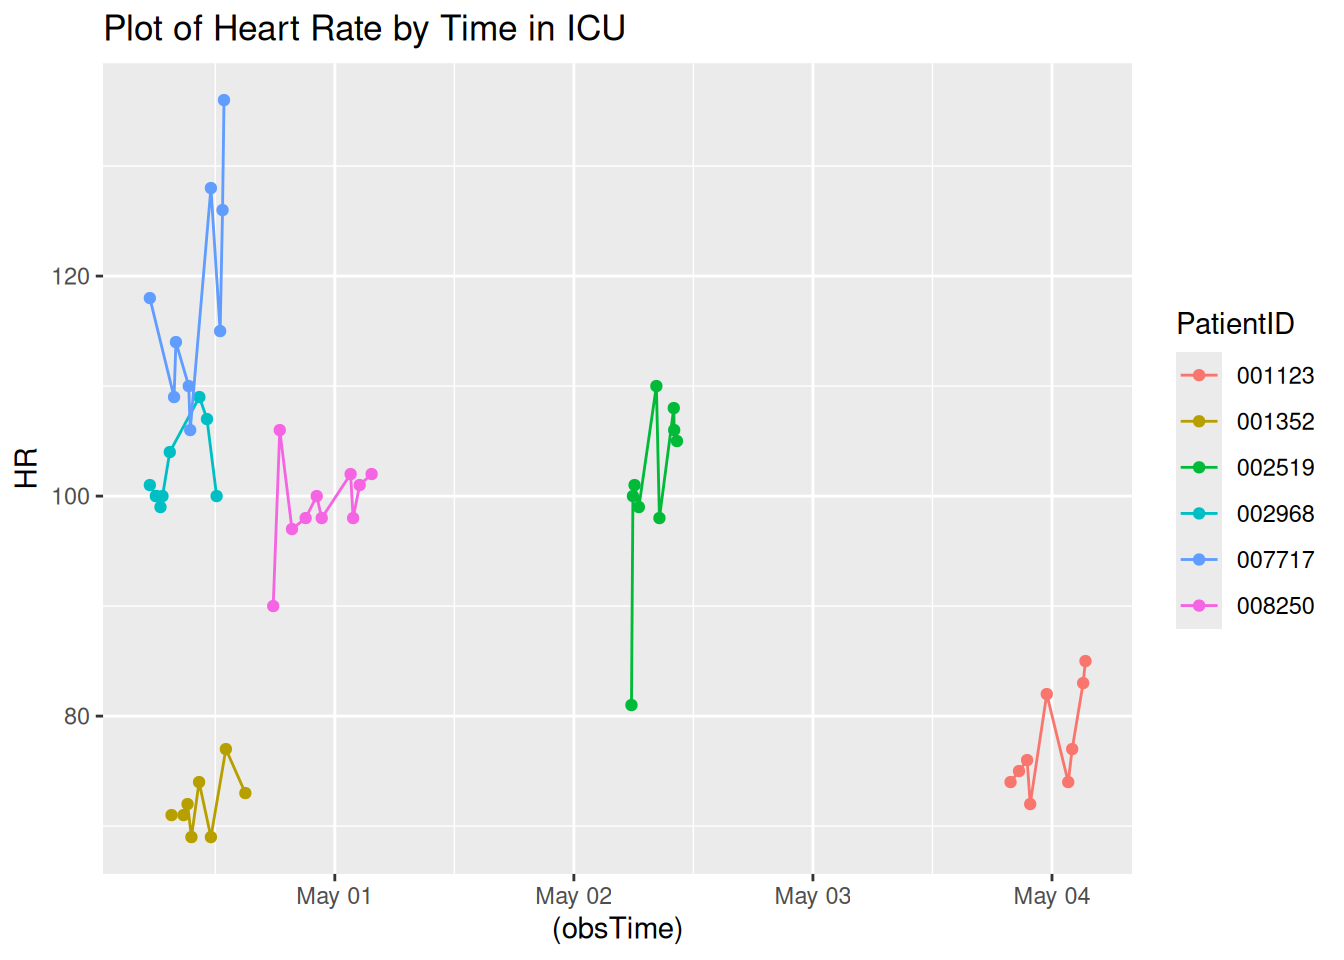 Plot of Heart Rate by Time in ICU
HR
120
100
80
May 01
May 02
May 03
May 04
(obsTime)
PatientID
001123
001352
002519
002968
007717
008250